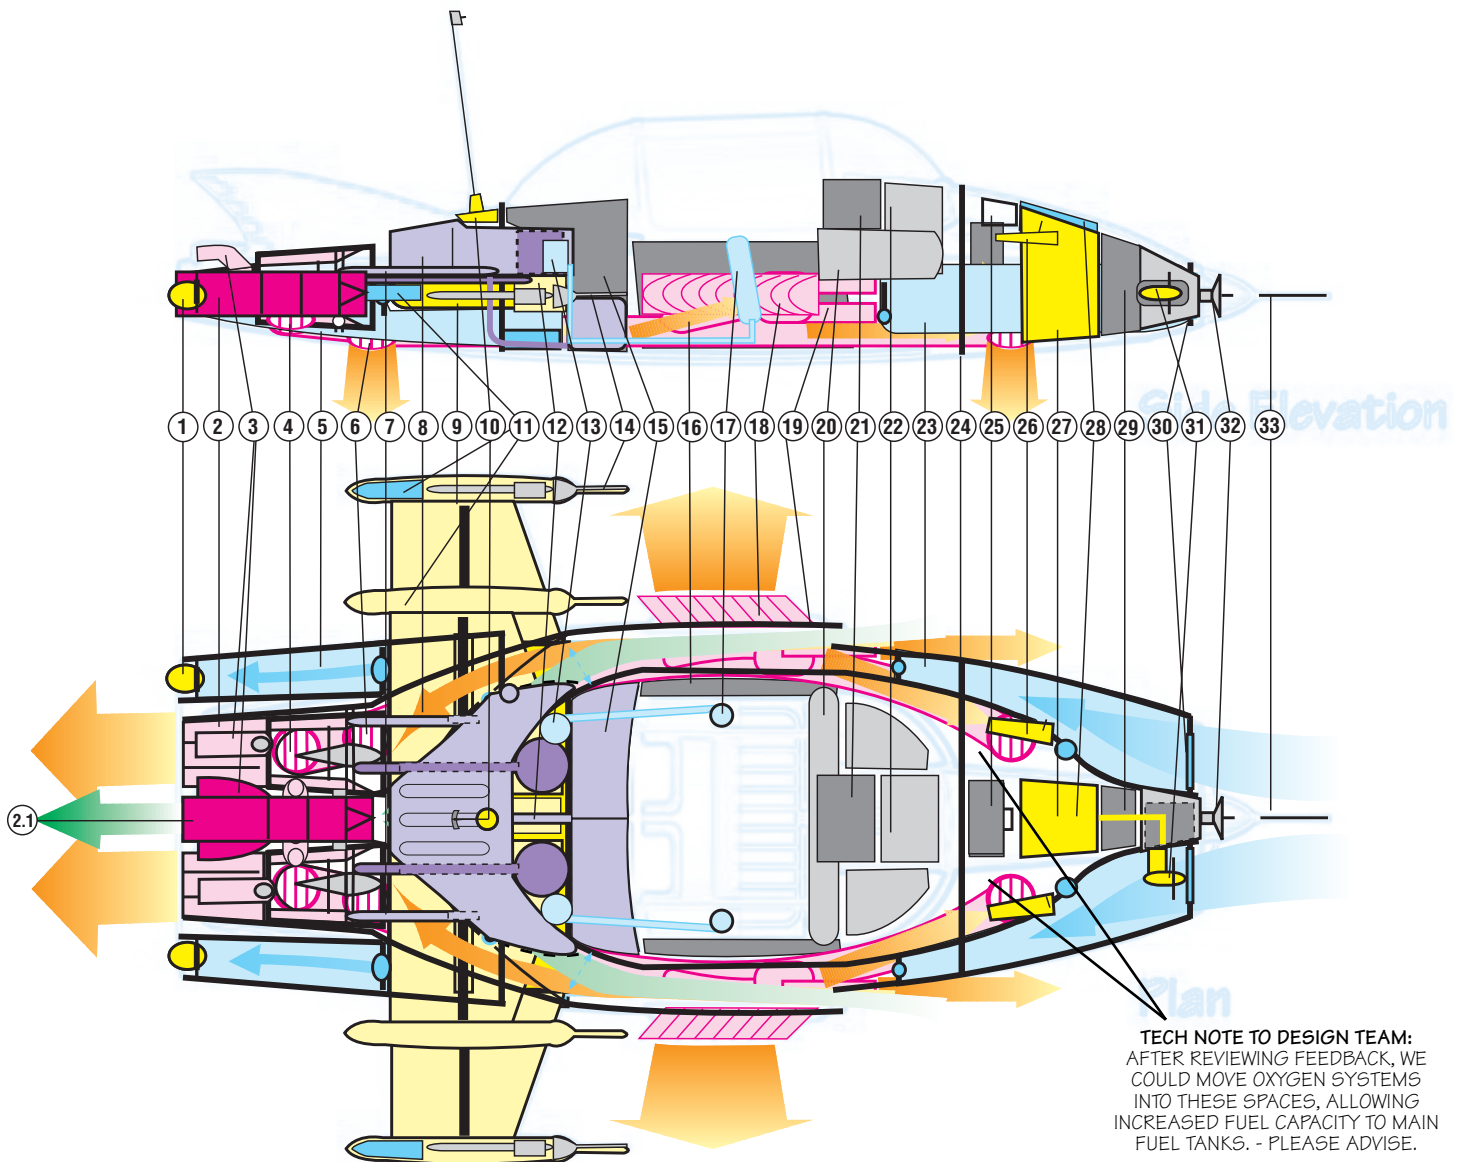 Side Elevation
1 2 3 4 5 6 7 8 9 10 11 12 13 14 15 16 17 18 19 20 21 22 23 24 25 26 27 28 29 30 31 32 33
2.1
Plan
TECH NOTE TO DESIGN TEAM:
AFTER REVIEWING FEEDBACK, WE
COULD MOVE OXYGEN SYSTEMS
INTO THESE SPACES, ALLOWING
INCREASED FUEL CAPACITY TO MAIN
FUEL TANKS. - PLEASE ADVISE.